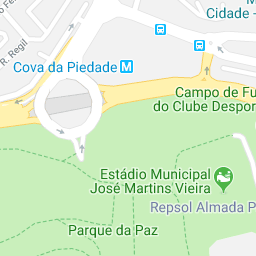 R. Regil
M
Cidade -
Cova da Piedade M
Campo de Fu
do Clube Despor
Estádio Municipal
José Martins Vieira
Repsol Almada P
Parque da Paz